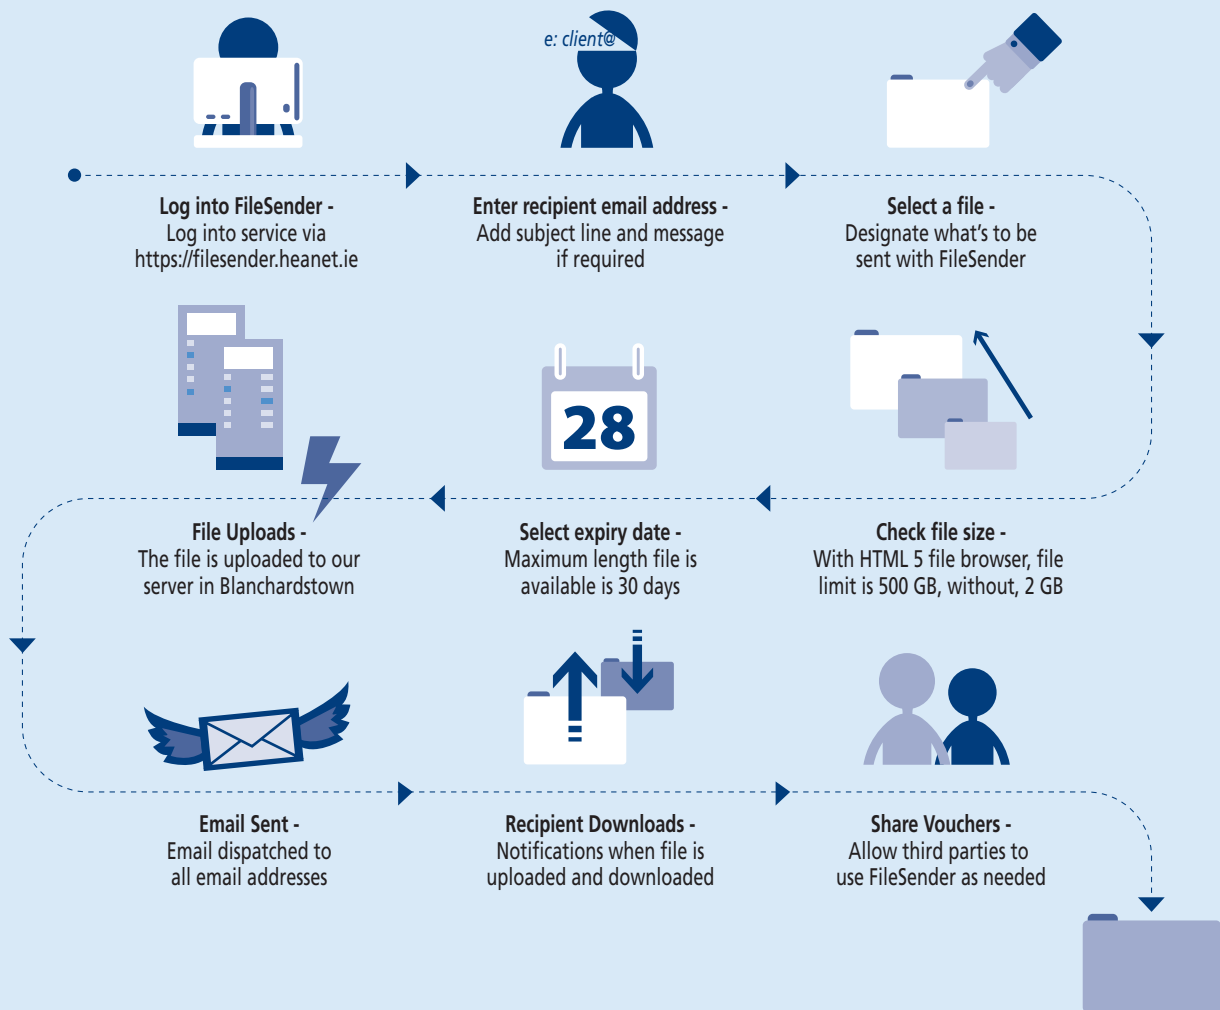 e: client@
Log into FileSender -
Log into service via
https://filesender.heanet.ie
Enter recipient email address -
Add subject line and message
if required
Select a file -
Designate what's to be
sent with FileSender
28
File Uploads -
The file is uploaded to our
server in Blanchardstown
Select expiry date -
Maximum length file is
available is 30 days
Check file size -
With HTML 5 file browser, file
limit is 500 GB, without, 2 GB
Email Sent -
Email dispatched to
all email addresses
Recipient Downloads -
Notifications when file is
uploaded and downloaded
Share Vouchers -
Allow third parties to
use FileSender as needed